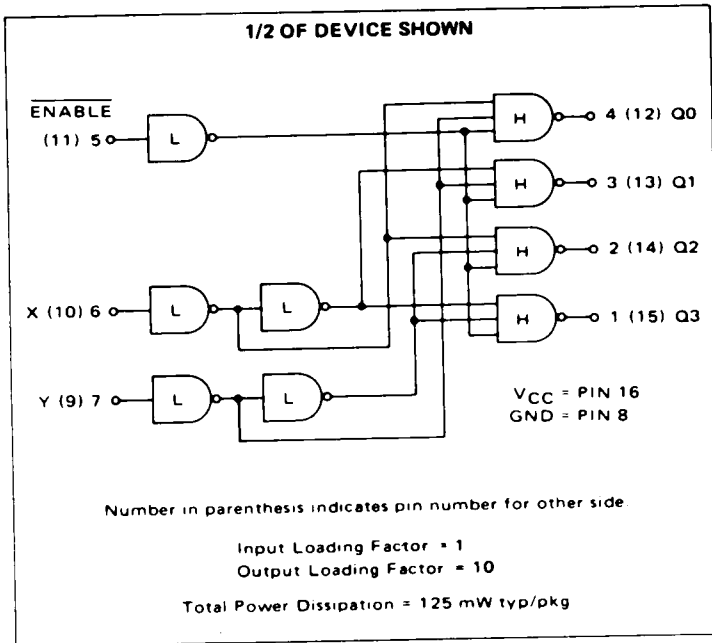 1/2 OF DEVICE SHOWN
ENABLE
(11) 5
L
H
4 (12) Q0
H
3 (13) Q1
H
2 (14) Q2
X (10) 6
L
L
H
1 (15) Q3
Y (9) 7
L
L
VCC = PIN 16
GND = PIN 8
Number in parenthesis indicates pin number for other side.
Input Loading Factor = 1
Output Loading Factor = 10
Total Power Dissipation = 125 mW typ/pkg